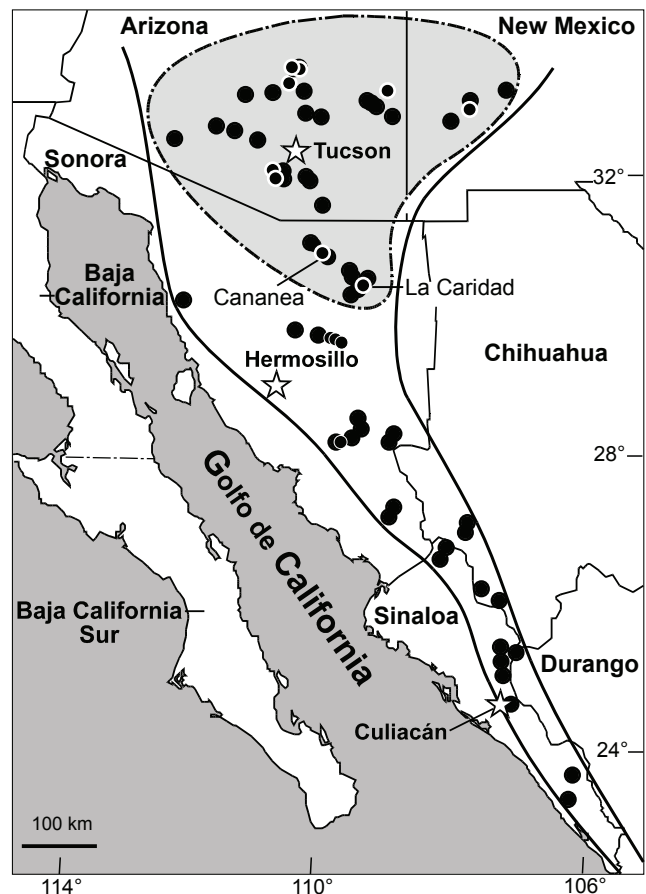 Arizona
New Mexico
Tucson
Sonora
32°
Baja
California
Cananea
La Caridad
Hermosillo
Chihuahua
28°
Golfo de California
Baja California
Sur
Sinaloa
Durango
Culiacán
24°
100 km
114°
110°
106°